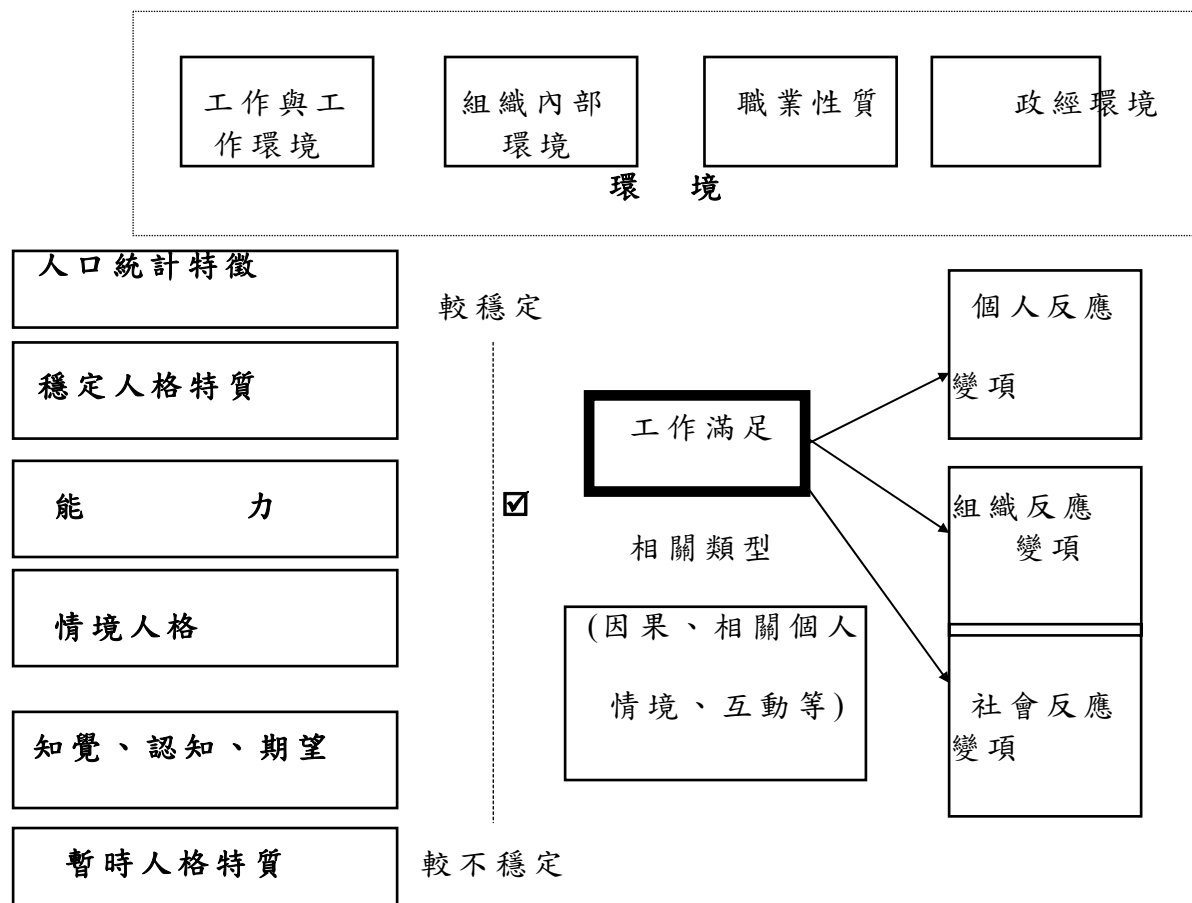 工作與工
作環境
組織內部
環境
職業性質
政經環境
環 境
人口統計特徵
較穩定
穩定人格特質
能 力
情境人格
知覺、認知、期望
暫時人格特質
較不穩定
工作滿足
相關類型
(因果、相關個人
情境、互動等)
個人反應
變項
組織反應
變項
社會反應
變項